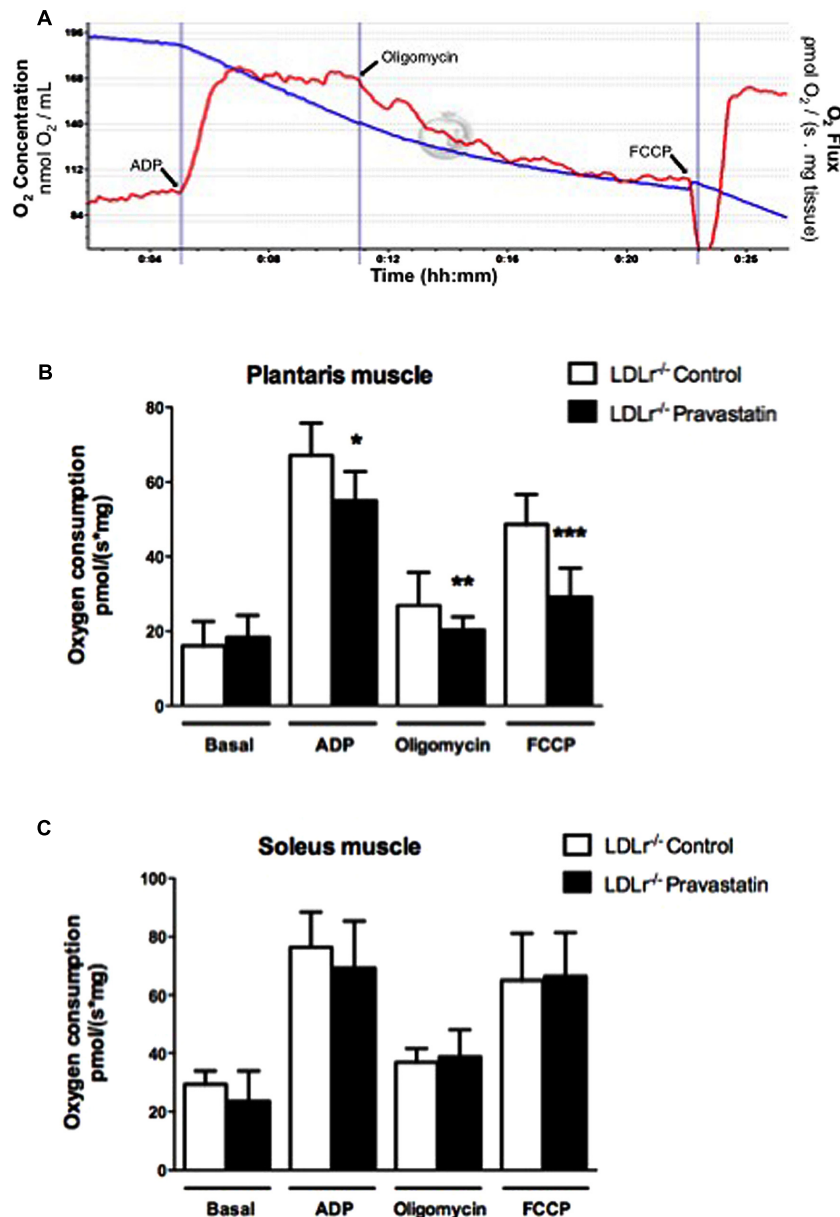 A
O₂ Concentration
nmol O₂ / mL
196
168
140
112
84
ADP
Oligomycin
FCCP
O₂ Flux
pmol O₂ / (s . mg tissue)
0:04
0:08
0:12
0:16
0:20
0:25
Time (hh:mm)
B
Plantaris muscle
LDLr⁻/⁻ Control
LDLr⁻/⁻ Pravastatin
Oxygen consumption
pmol/(s*mg)
80
60
40
20
0
*
**
***
Basal
ADP
Oligomycin
FCCP
C
Soleus muscle
LDLr⁻/⁻ Control
LDLr⁻/⁻ Pravastatin
Oxygen consumption
pmol/(s*mg)
100
80
60
40
20
0
Basal
ADP
Oligomycin
FCCP